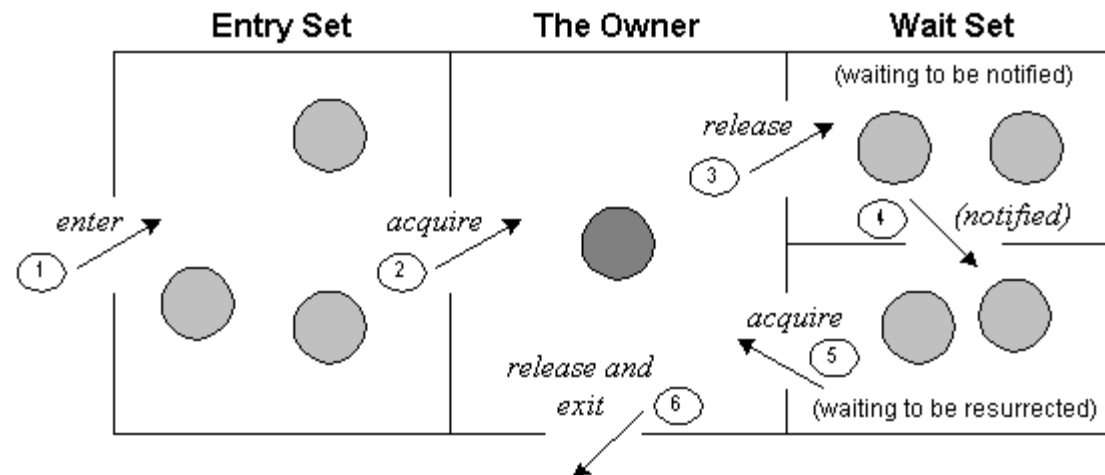 Entry Set
The Owner
Wait Set
(waiting to be notified)
enter
1
acquire
2
release
3
4
(notified)
acquire
5
(waiting to be resurrected)
release and
exit
6